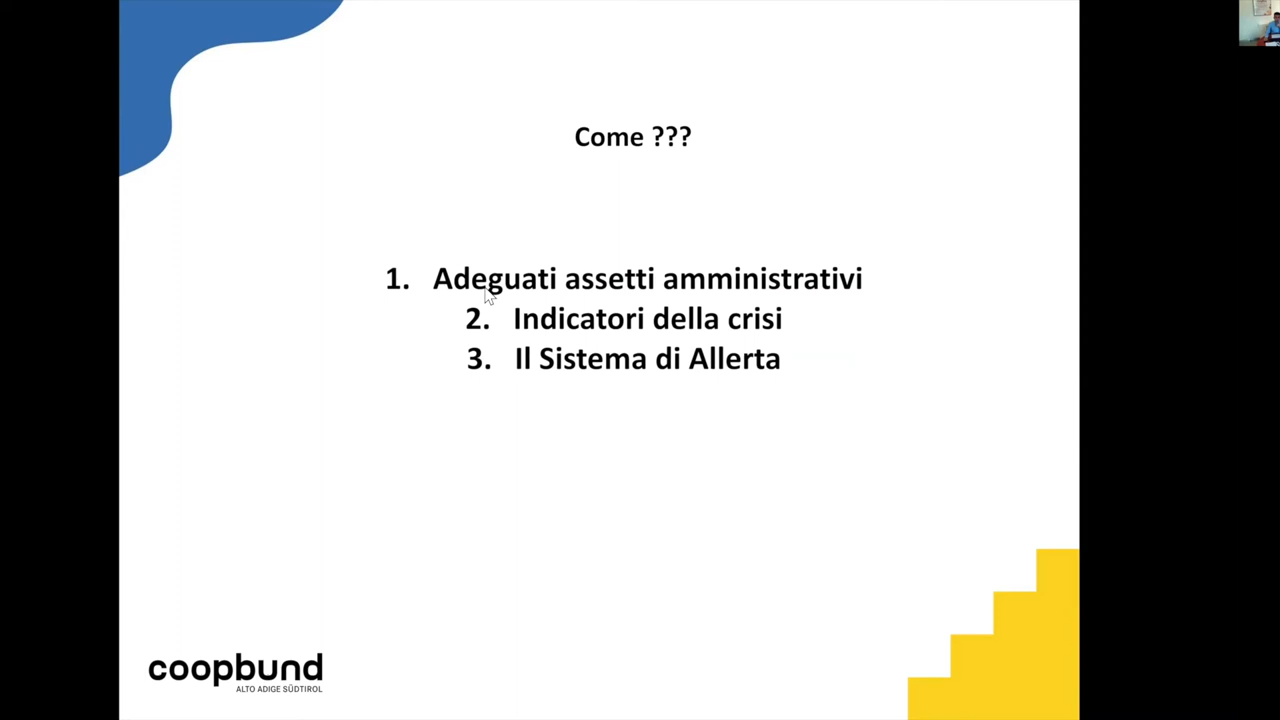 Come ???
1. Adeguati assetti amministrativi
2. Indicatori della crisi
3. Il Sistema di Allerta
coopbund
ALTO ADIGE SÜDTIROL